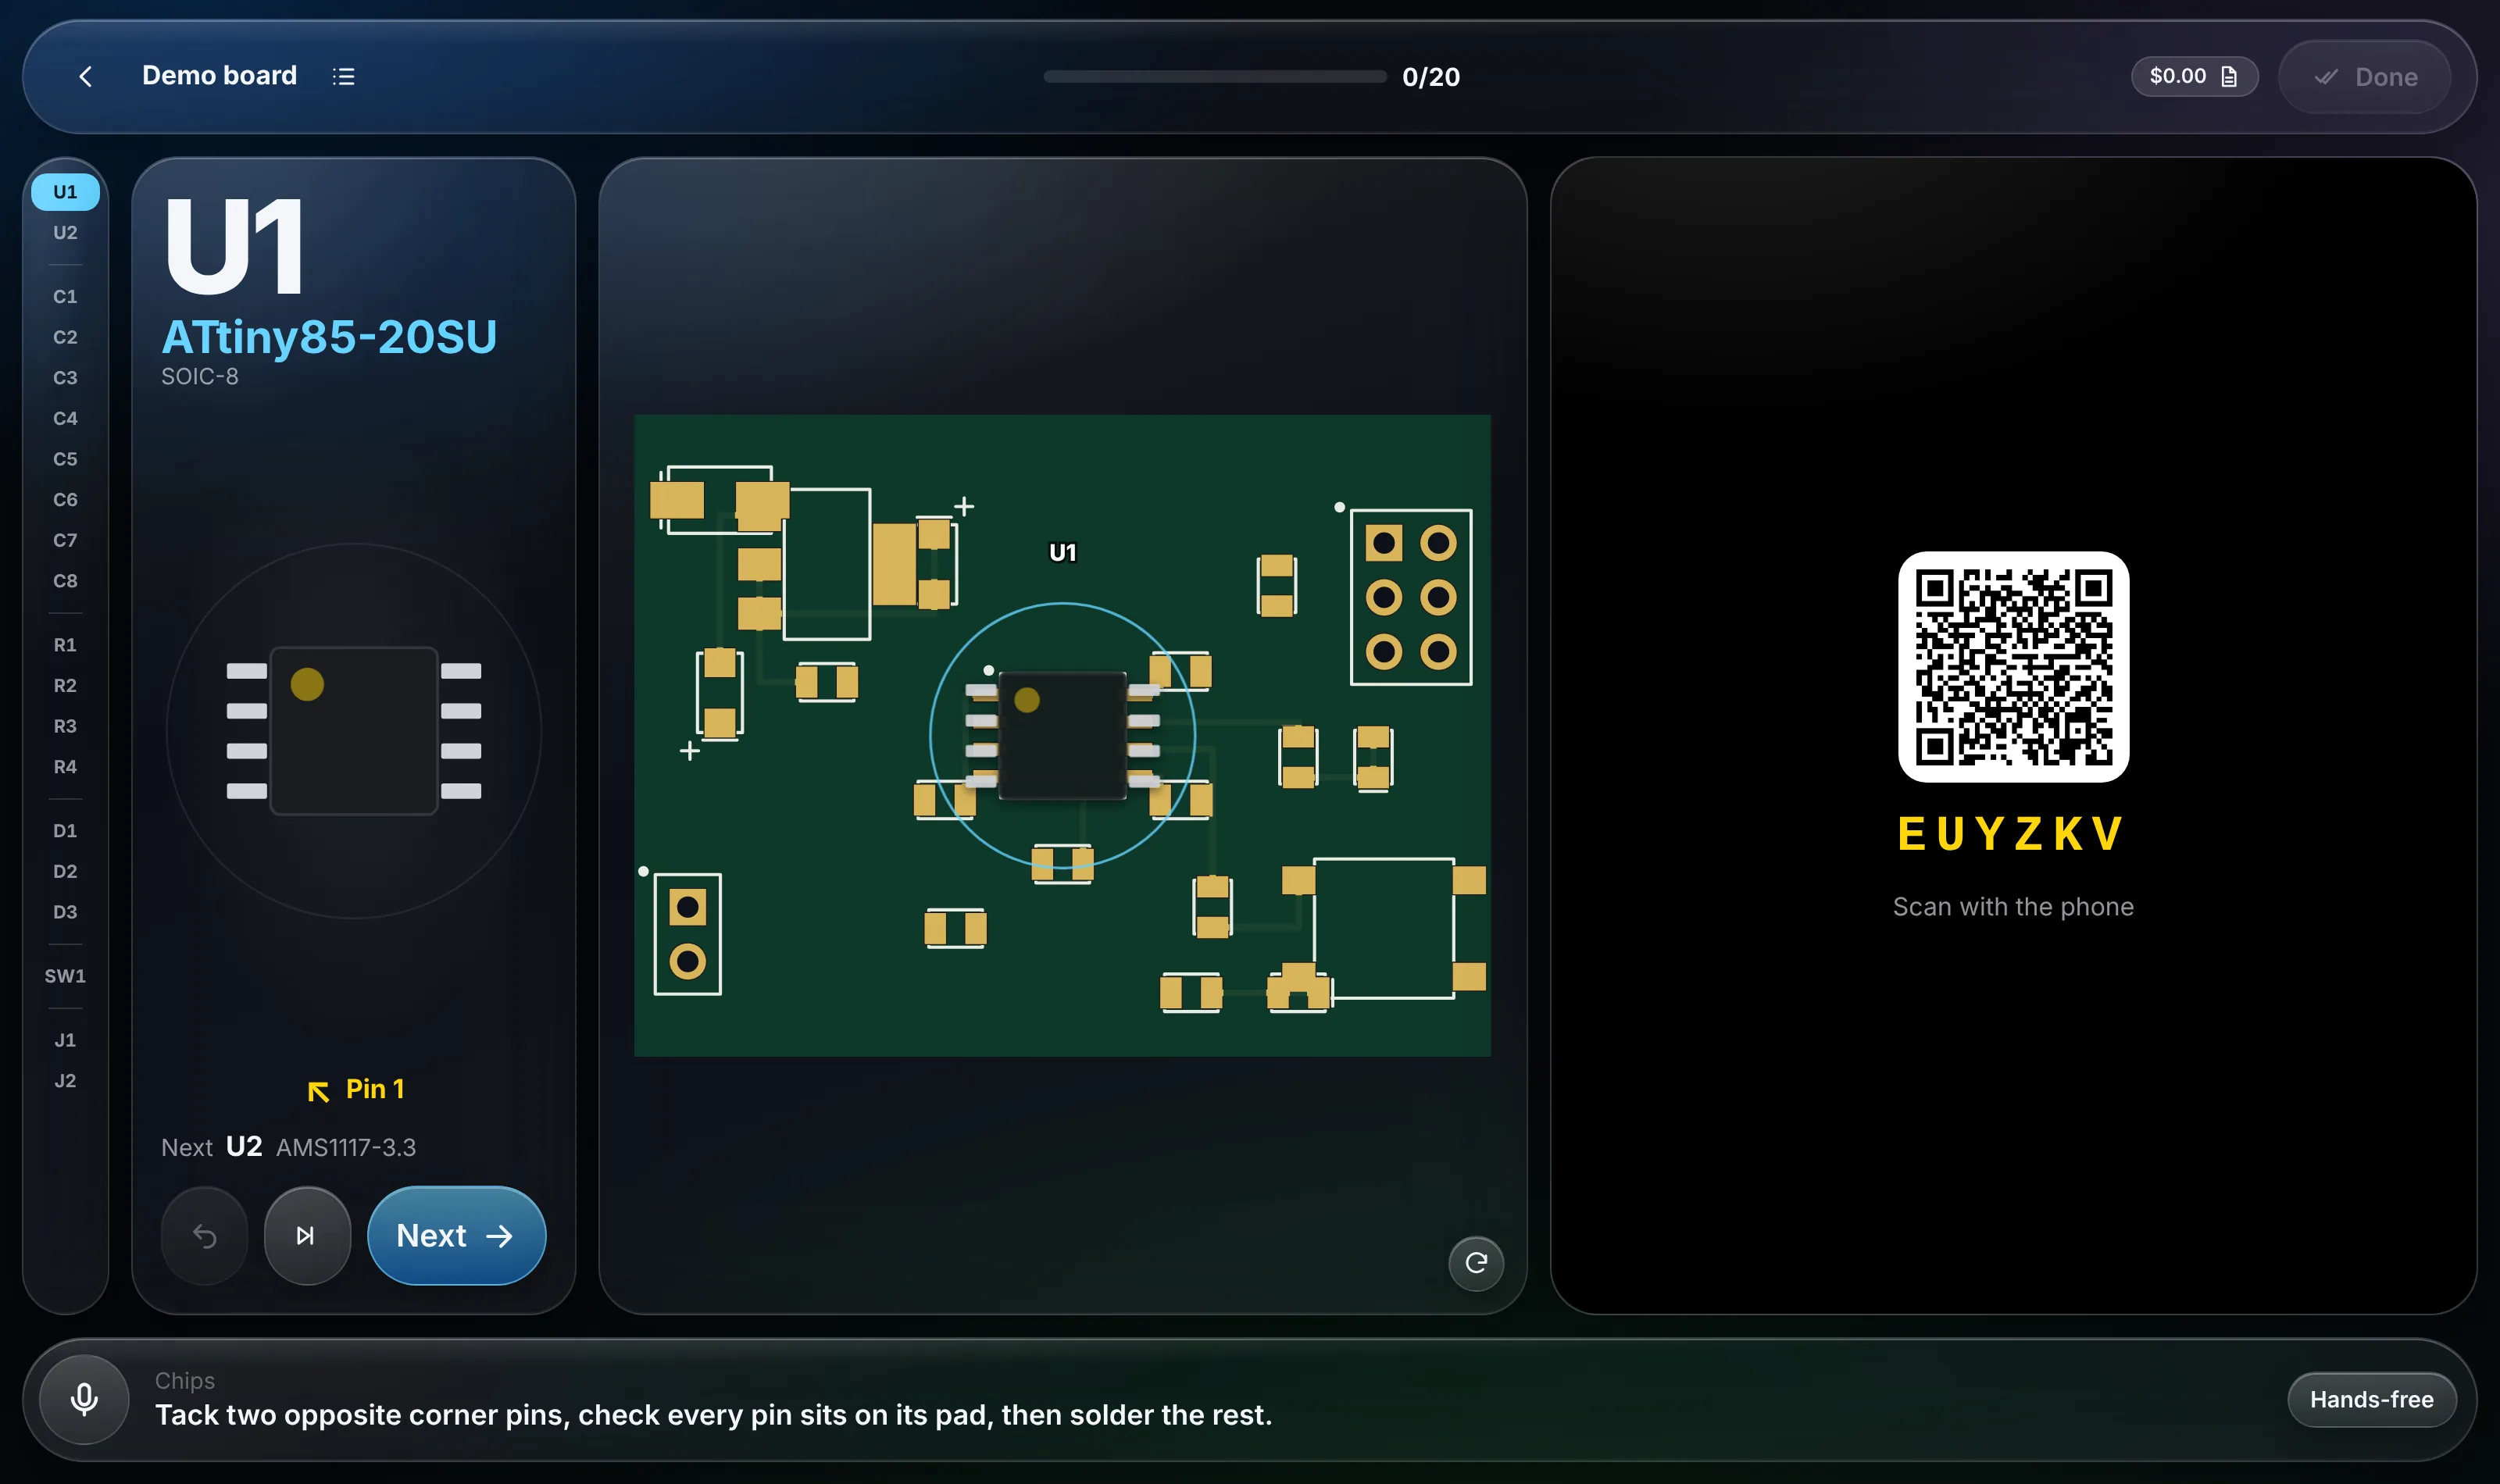 Demo board
0/20
$0.00
Done
U1
U2
C1
C2
C3
C4
C5
C6
C7
C8
R1
R2
R3
R4
D1
D2
D3
SW1
J1
J2
U1
ATtiny85-20SU
SOIC-8
Pin 1
Next U2 AMS1117-3.3
Next
+
U1
+
EUYZKV
Scan with the phone
Chips
Tack two opposite corner pins, check every pin sits on its pad, then solder the rest.
Hands-free